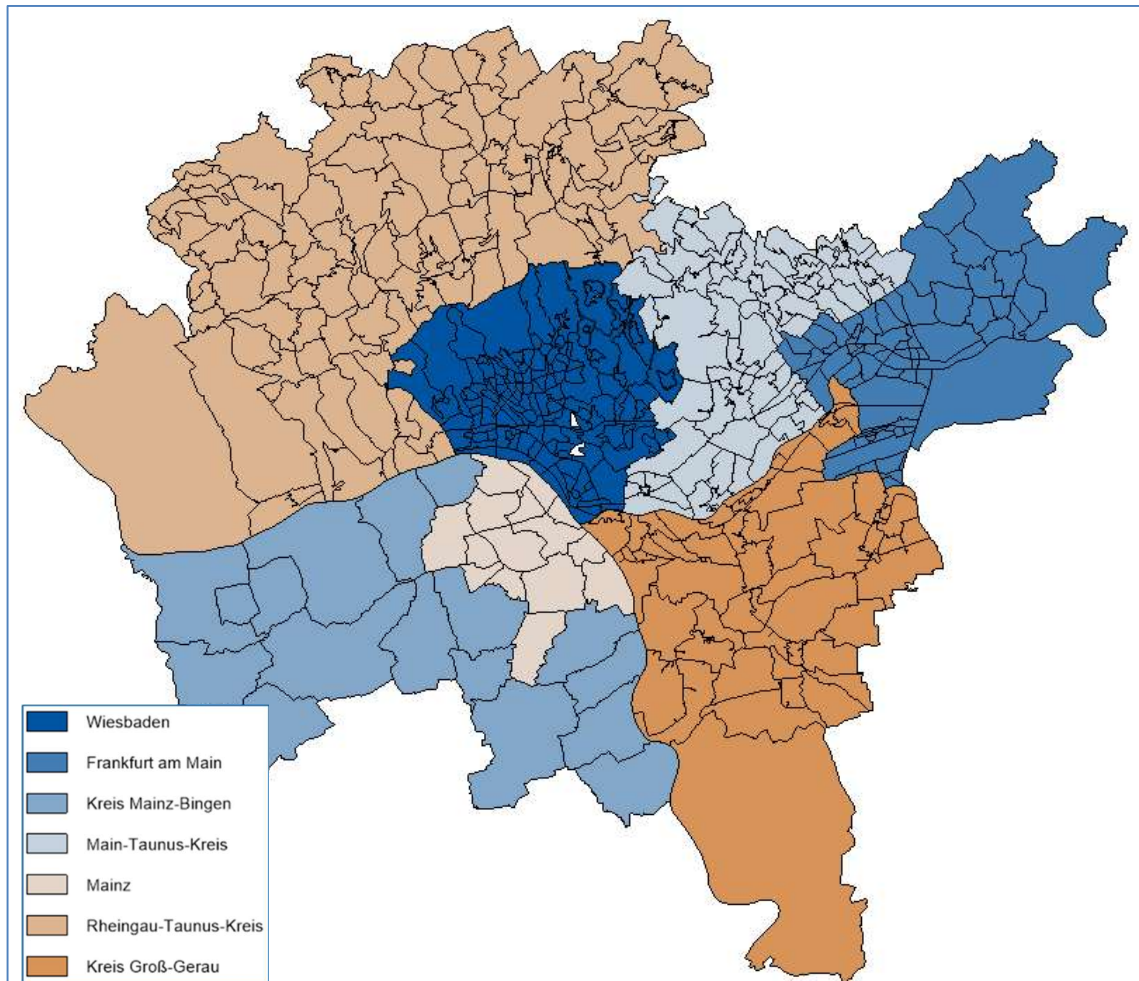 Wiesbaden
Frankfurt am Main
Kreis Mainz-Bingen
Main-Taunus-Kreis
Mainz
Rheingau-Taunus-Kreis
Kreis Groß-Gerau